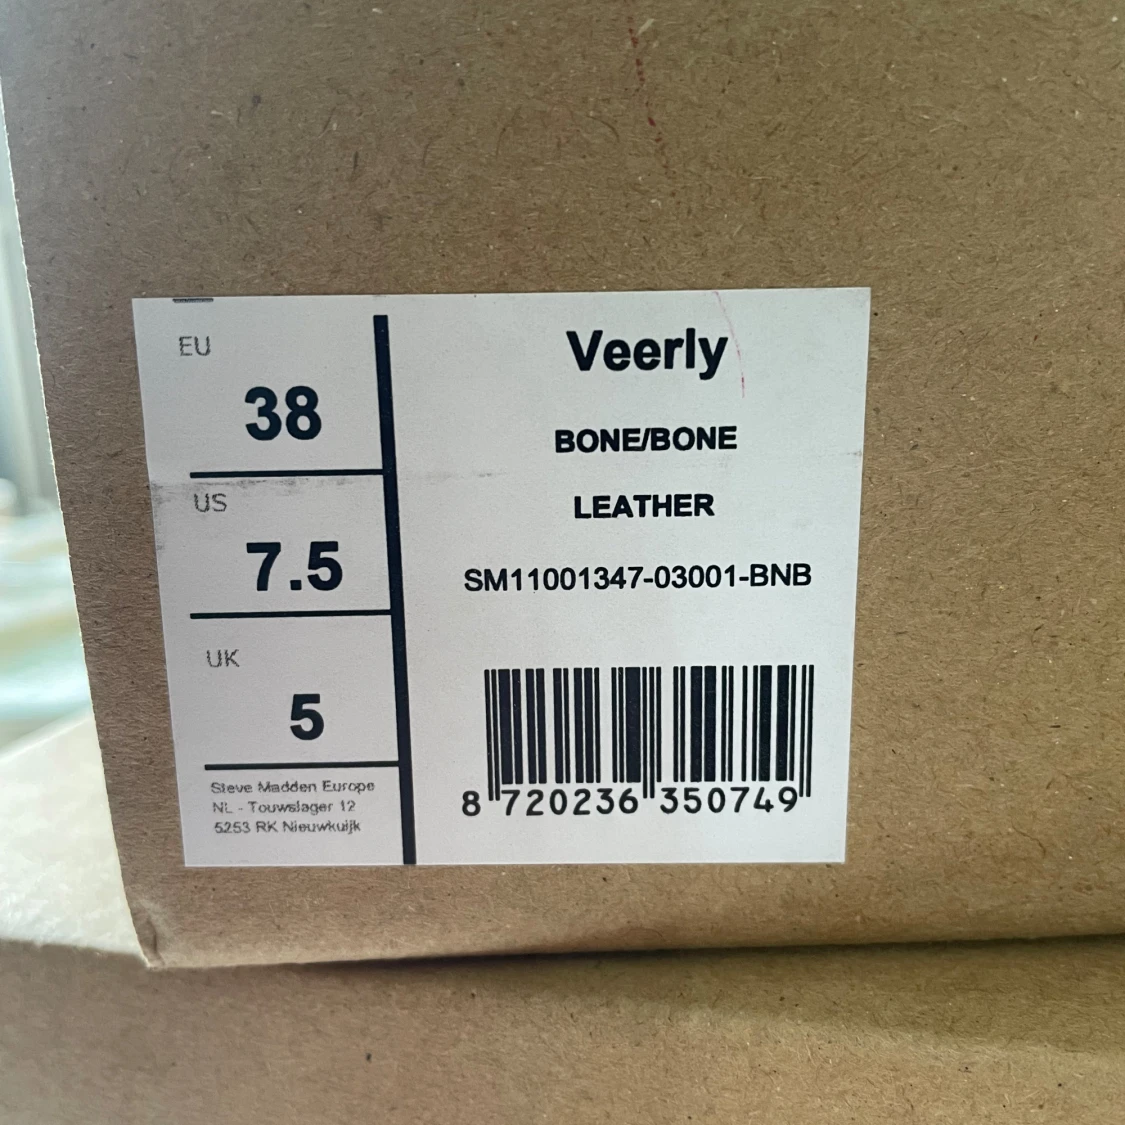 EU
38
US
7.5
UK
5
Steve Madden Europe
NL - Touwslager 12
5253 RK Nieuwkuijk
Veerly
BONE/BONE
LEATHER
SM11001347-03001-BNB
8 720236 350749